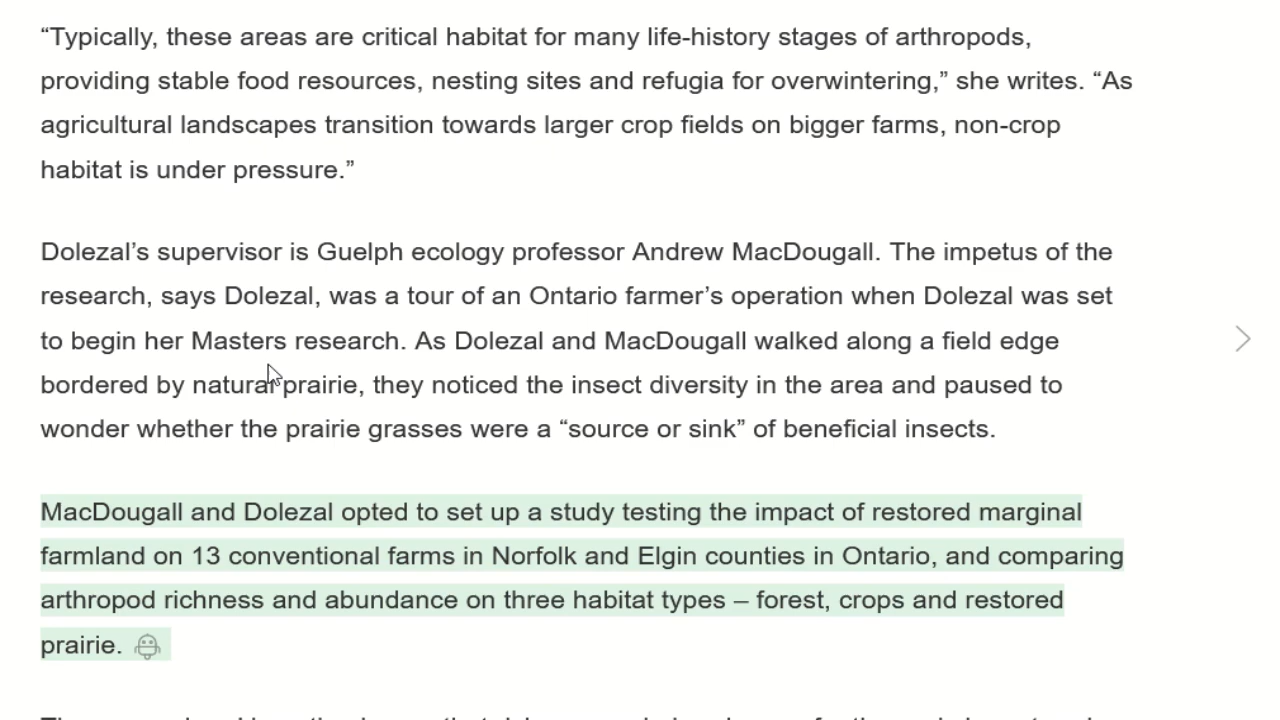 “Typically, these areas are critical habitat for many life-history stages of arthropods,
providing stable food resources, nesting sites and refugia for overwintering,” she writes. “As
agricultural landscapes transition towards larger crop fields on bigger farms, non-crop
habitat is under pressure.”
Dolezal’s supervisor is Guelph ecology professor Andrew MacDougall. The impetus of the
research, says Dolezal, was a tour of an Ontario farmer’s operation when Dolezal was set
to begin her Masters research. As Dolezal and MacDougall walked along a field edge
bordered by natural prairie, they noticed the insect diversity in the area and paused to
wonder whether the prairie grasses were a “source or sink” of beneficial insects.
MacDougall and Dolezal opted to set up a study testing the impact of restored marginal
farmland on 13 conventional farms in Norfolk and Elgin counties in Ontario, and comparing
arthropod richness and abundance on three habitat types – forest, crops and restored
prairie.